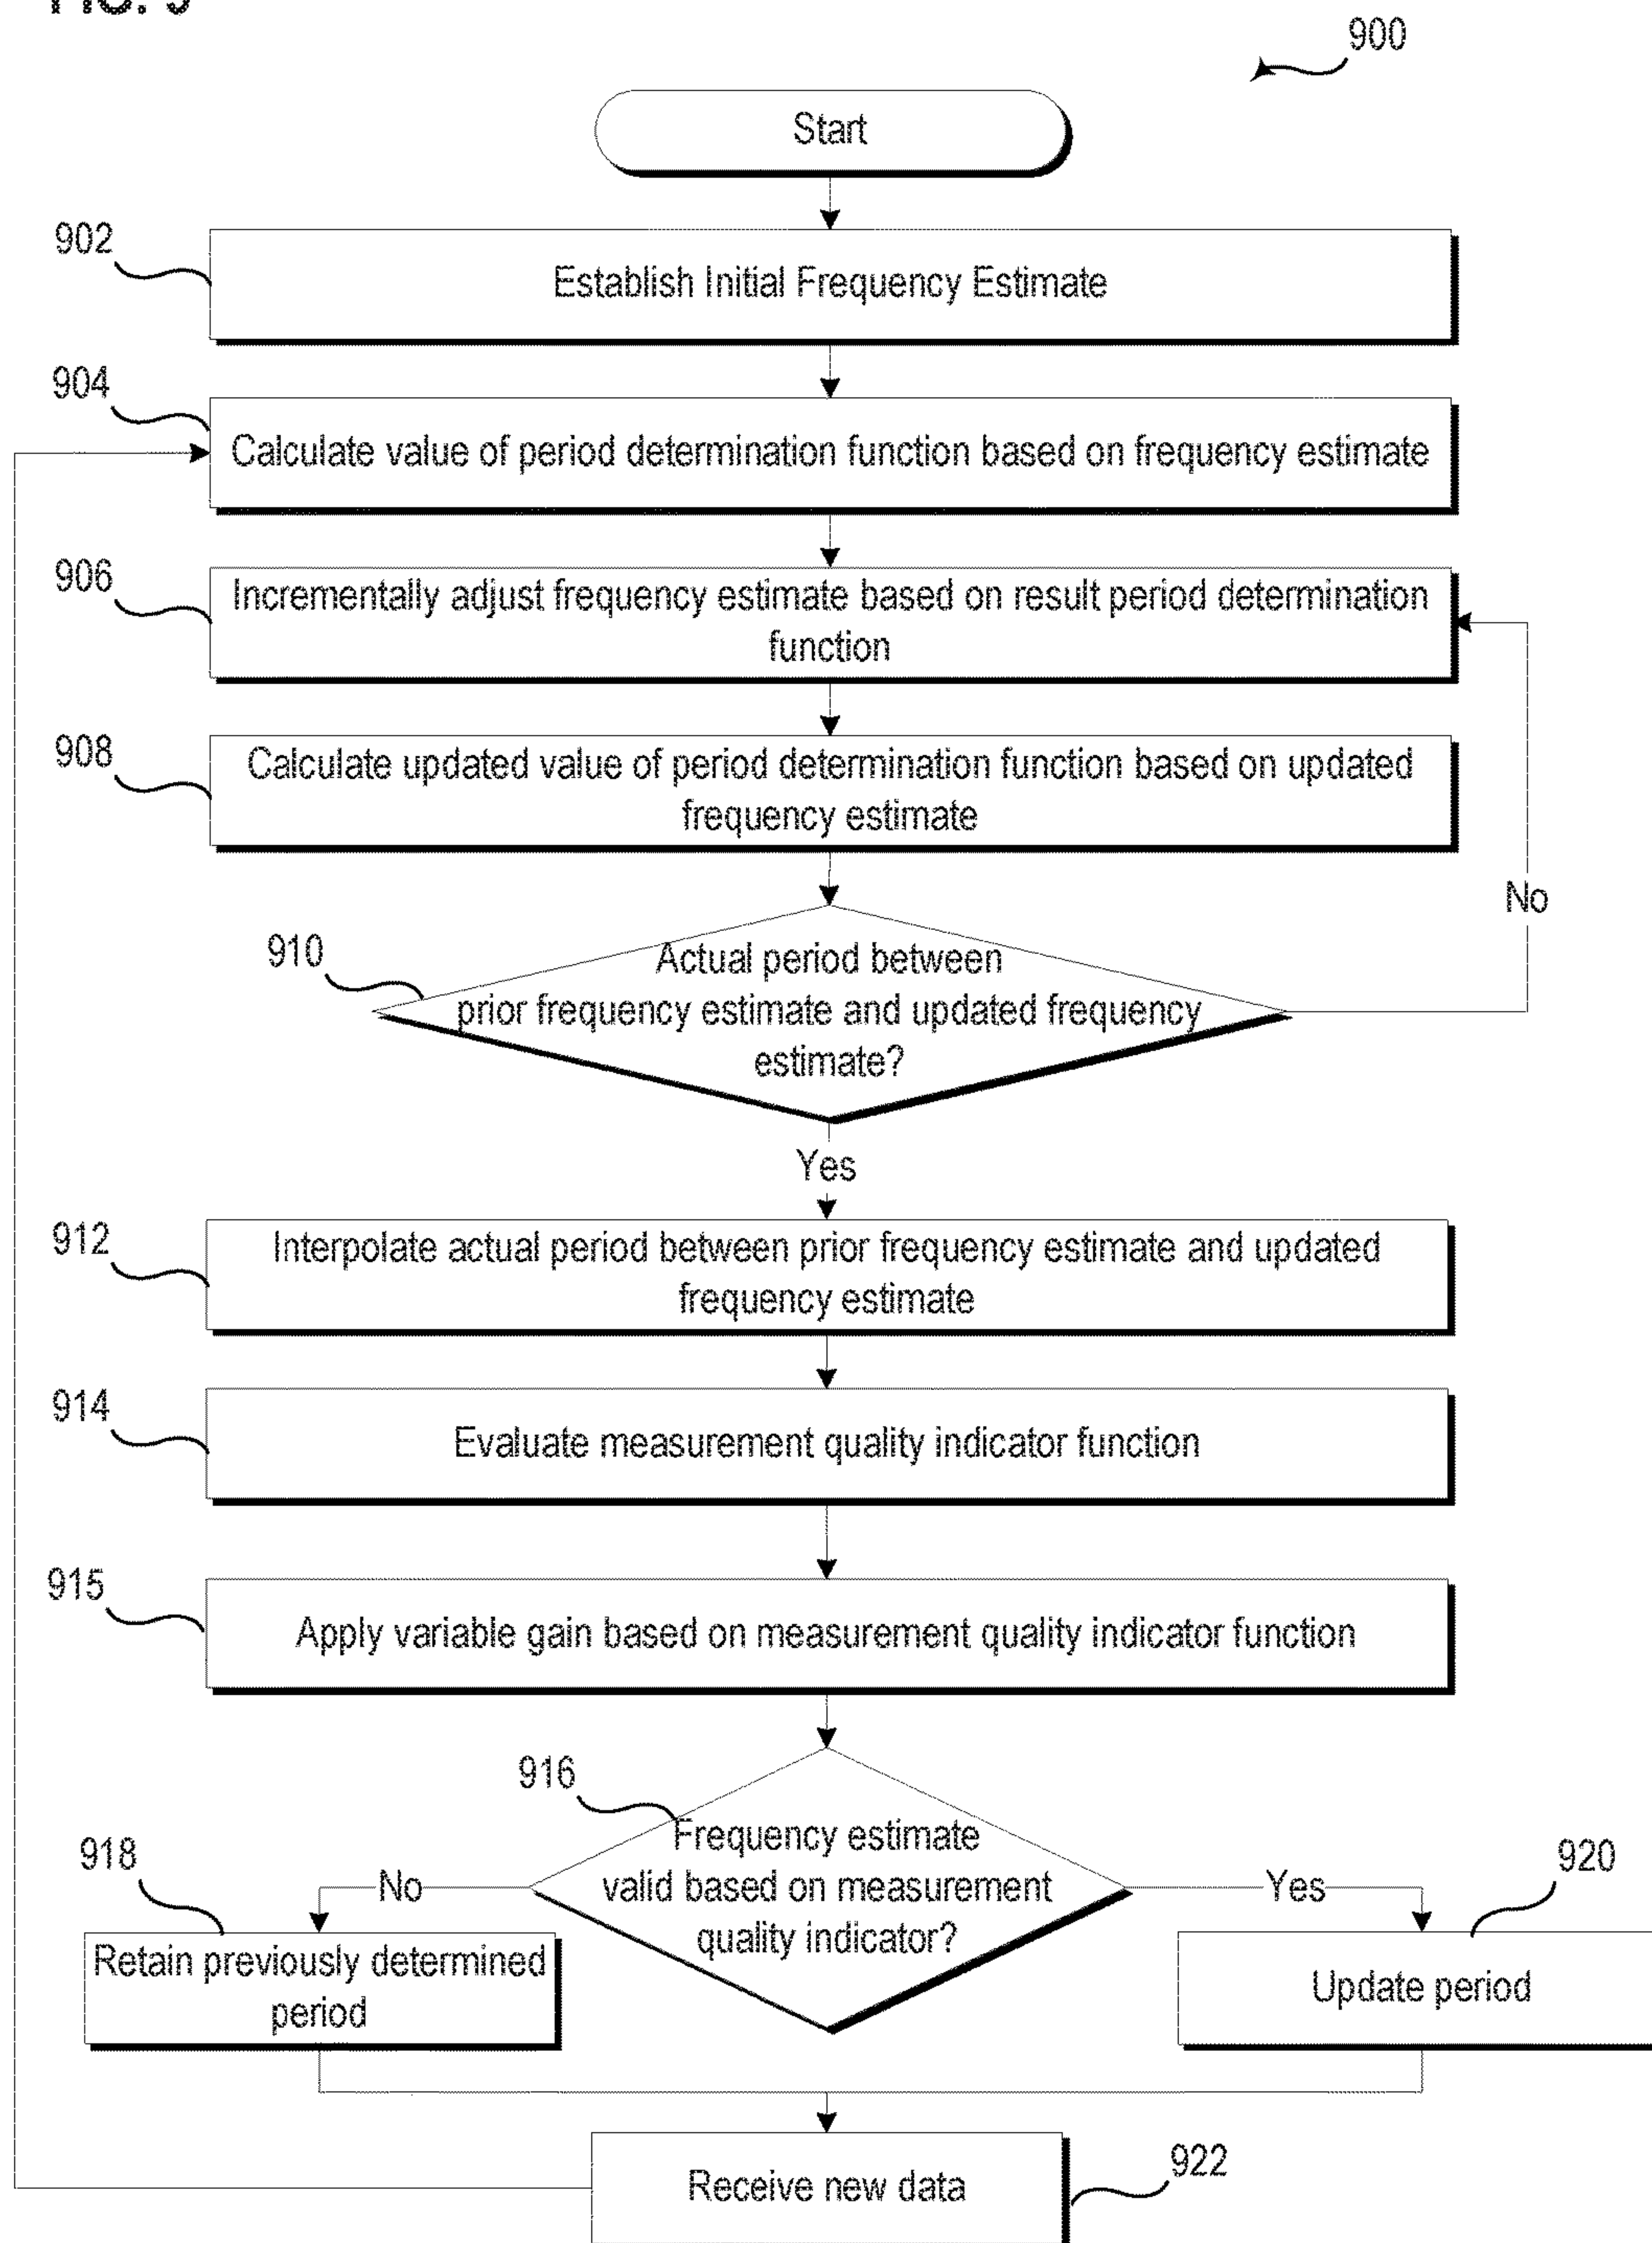 900
Start
902
Establish Initial Frequency Estimate
904
Calculate value of period determination function based on frequency estimate
906
Incrementally adjust frequency estimate based on result period determination
function
908
Calculate updated value of period determination function based on updated
frequency estimate
No
910
Actual period between
prior frequency estimate and updated frequency
estimate?
Yes
912
Interpolate actual period between prior frequency estimate and updated
frequency estimate
914
Evaluate measurement quality indicator function
915
Apply variable gain based on measurement quality indicator function
916
Frequency estimate
valid based on measurement
quality indicator?
918
No
Yes
920
Retain previously determined
period
Update period
Receive new data
922